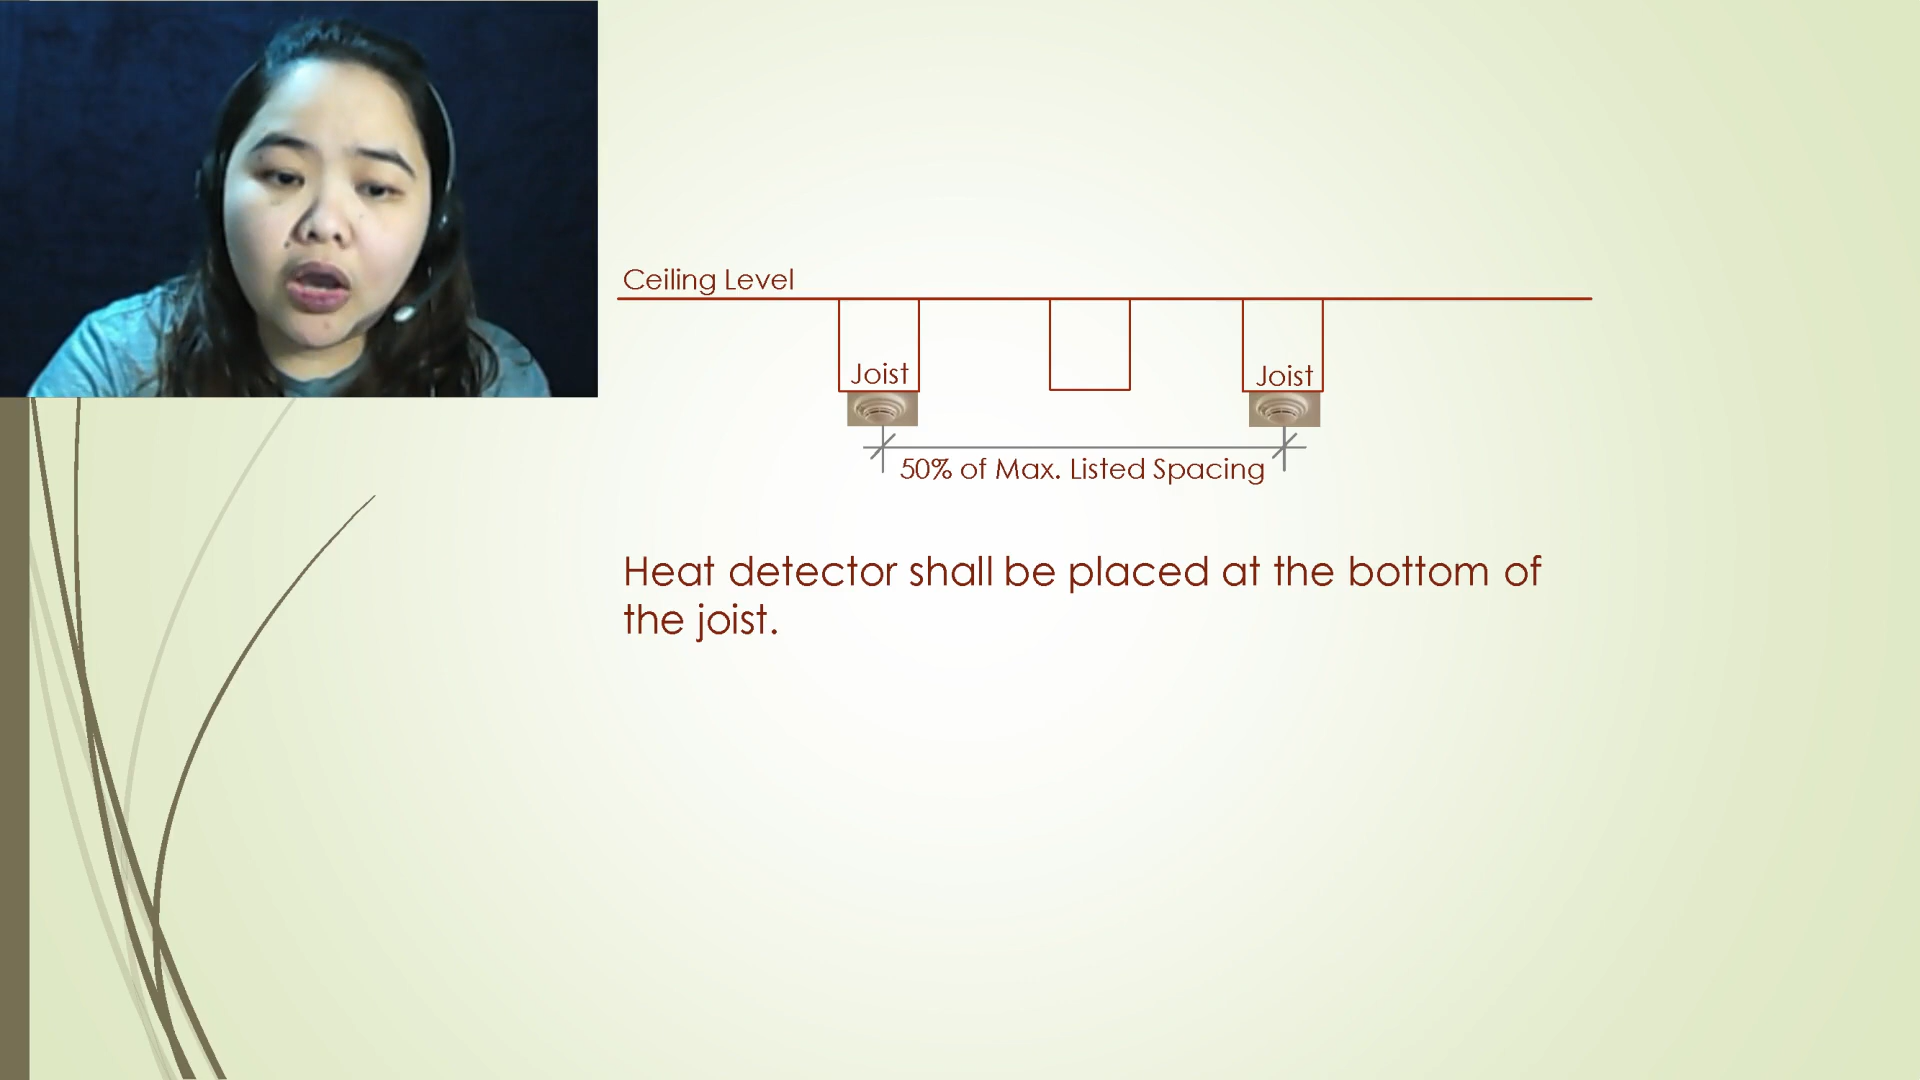 Ceiling Level
Joist
Joist
50% of Max. Listed Spacing
Heat detector shall be placed at the bottom of
the joist.